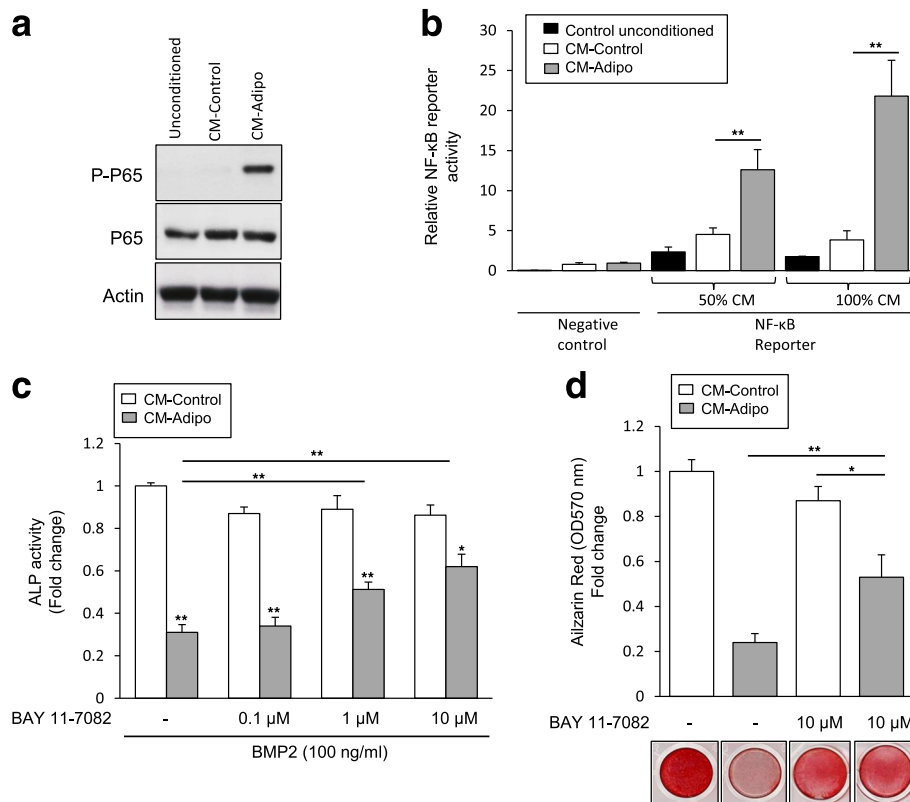 a
Unconditioned
CM-Control
CM-Adipo
P-P65
P65
Actin
b
Control unconditioned
CM-Control
CM-Adipo
Relative NF-κB reporter
activity
30
25
20
15
10
5
0
**
**
50% CM
100% CM
Negative
control
NF-κB
Reporter
c
CM-Control
CM-Adipo
ALP activity
(Fold change)
1.2
1
0.8
0.6
0.4
0.2
0
**
**
**
**
**
*
BAY 11-7082
-
0.1 µM
1 µM
10 µM
BMP2 (100 ng/ml)
d
CM-Control
CM-Adipo
Ailzarin Red (OD570 nm)
Fold change
1.2
1
0.8
0.6
0.4
0.2
0
**
*
BAY 11-7082
-
-
10 µM
10 µM